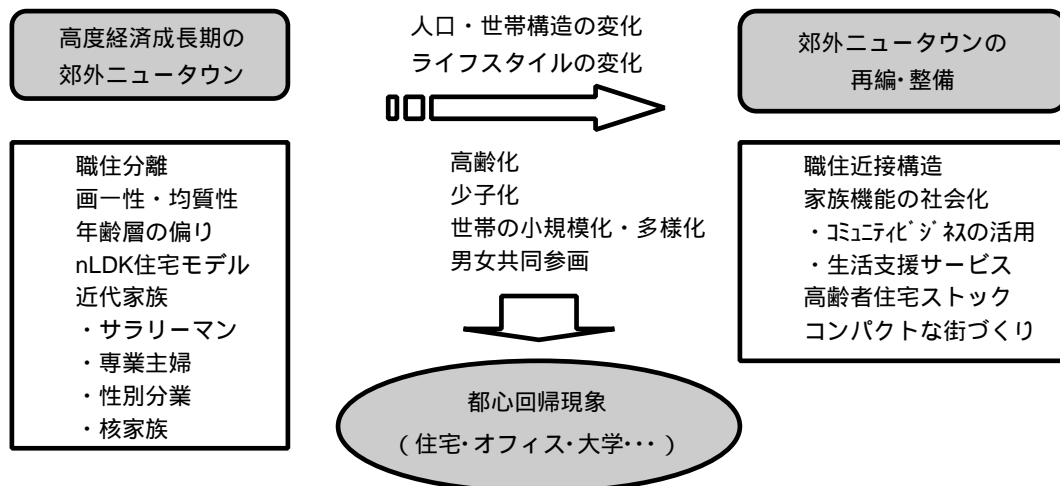 高度経済成長期の
郊外ニュータウン
職住分離
画一性・均質性
年齢層の偏り
nLDK住宅モデル
近代家族
・サラリーマン
・専業主婦
・性別分業
・核家族
人口・世帯構造の変化
ライフスタイルの変化
高齢化
少子化
世帯の小規模化・多様化
男女共同参画
都心回帰現象
(住宅・オフィス・大学・・・)
郊外ニュータウンの
再編・整備
職住近接構造
家族機能の社会化
・ｺﾐｭﾆﾃｨﾋﾞｼﾞﾈｽの活用
・生活支援サービス
高齢者住宅ストック
コンパクトな街づくり